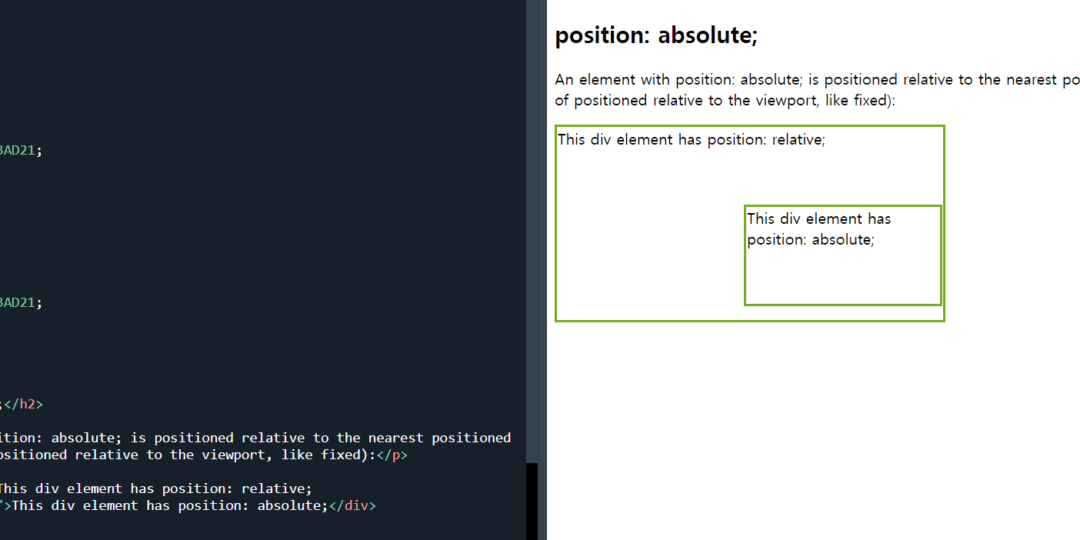 BAD21;
BAD21;
;</h2>
ition: absolute; is positioned relative to the nearest positioned
ositioned relative to the viewport, like fixed):</p>
This div element has position: relative;
">This div element has position: absolute;</div>
position: absolute;
An element with position: absolute; is positioned relative to the nearest po
of positioned relative to the viewport, like fixed):
This div element has position: relative;
This div element has
position: absolute;